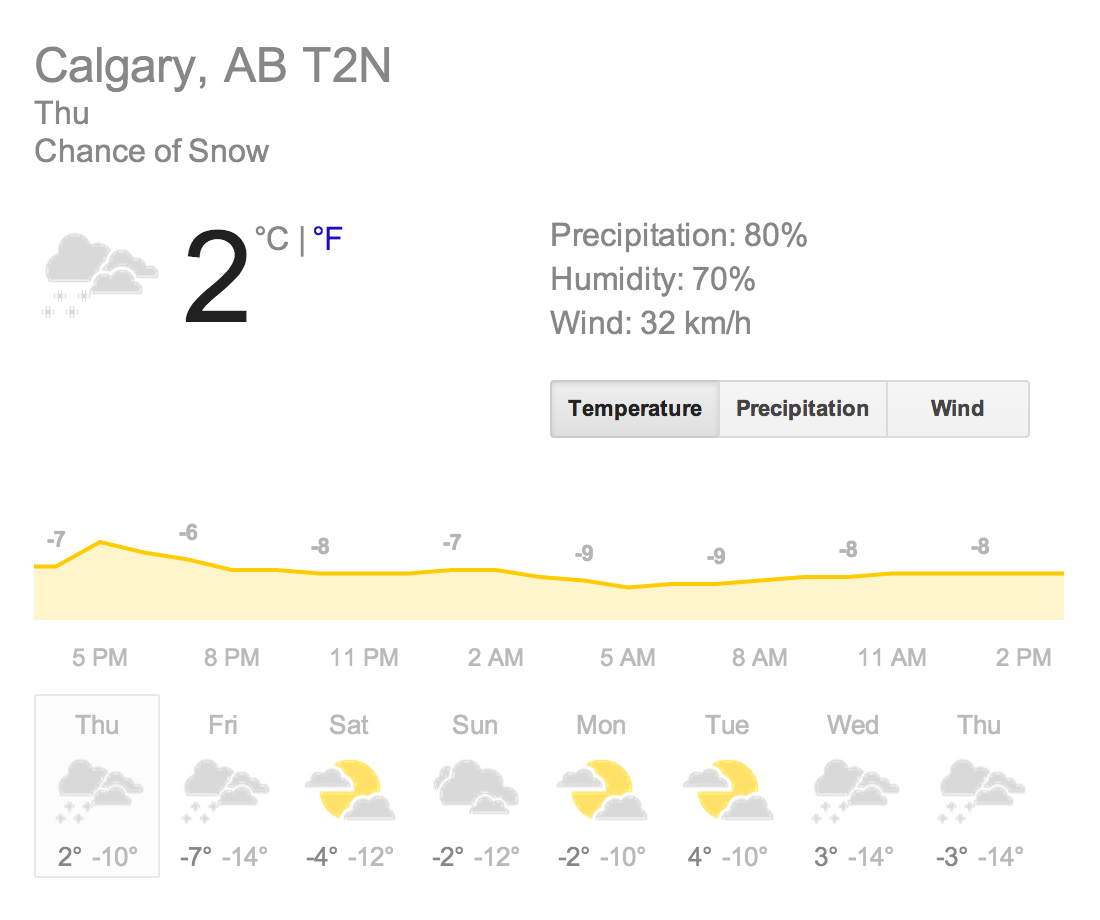 Calgary, AB T2N
Thu
Chance of Snow
2 °C | °F
Precipitation: 80%
Humidity: 70%
Wind: 32 km/h
Temperature Precipitation Wind
-7 -6 -8 -7 -9 -9 -8 -8
5 PM 8 PM 11 PM 2 AM 5 AM 8 AM 11 AM 2 PM
Thu Fri Sat Sun Mon Tue Wed Thu
2° -10° -7° -14° -4° -12° -2° -12° -2° -10° 4° -10° 3° -14° -3° -14°